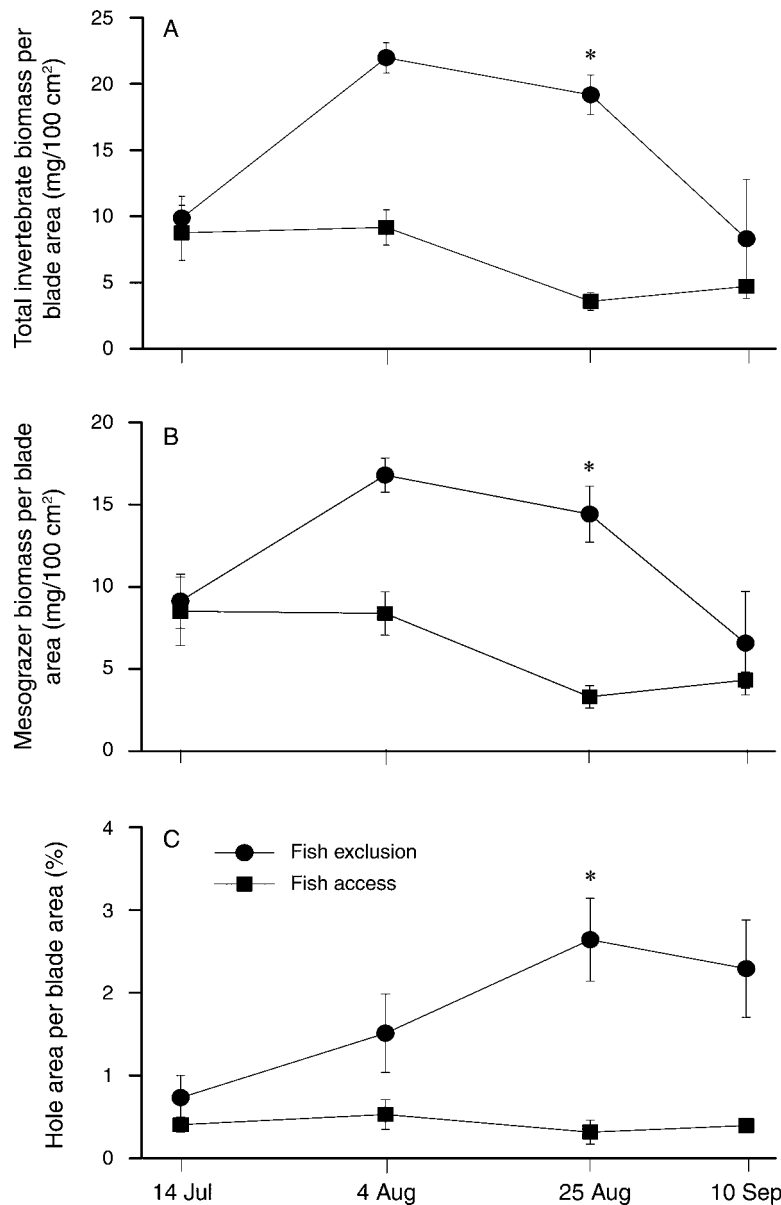 A
Total invertebrate biomass per
blade area (mg/100 cm²)
25
20
15
10
5
0
*
B
Mesograzer biomass per blade
area (mg/100 cm²)
20
15
10
5
0
*
C
Hole area per blade area (%)
4
3
2
1
0
Fish exclusion
Fish access
*
14 Jul
4 Aug
25 Aug
10 Sep